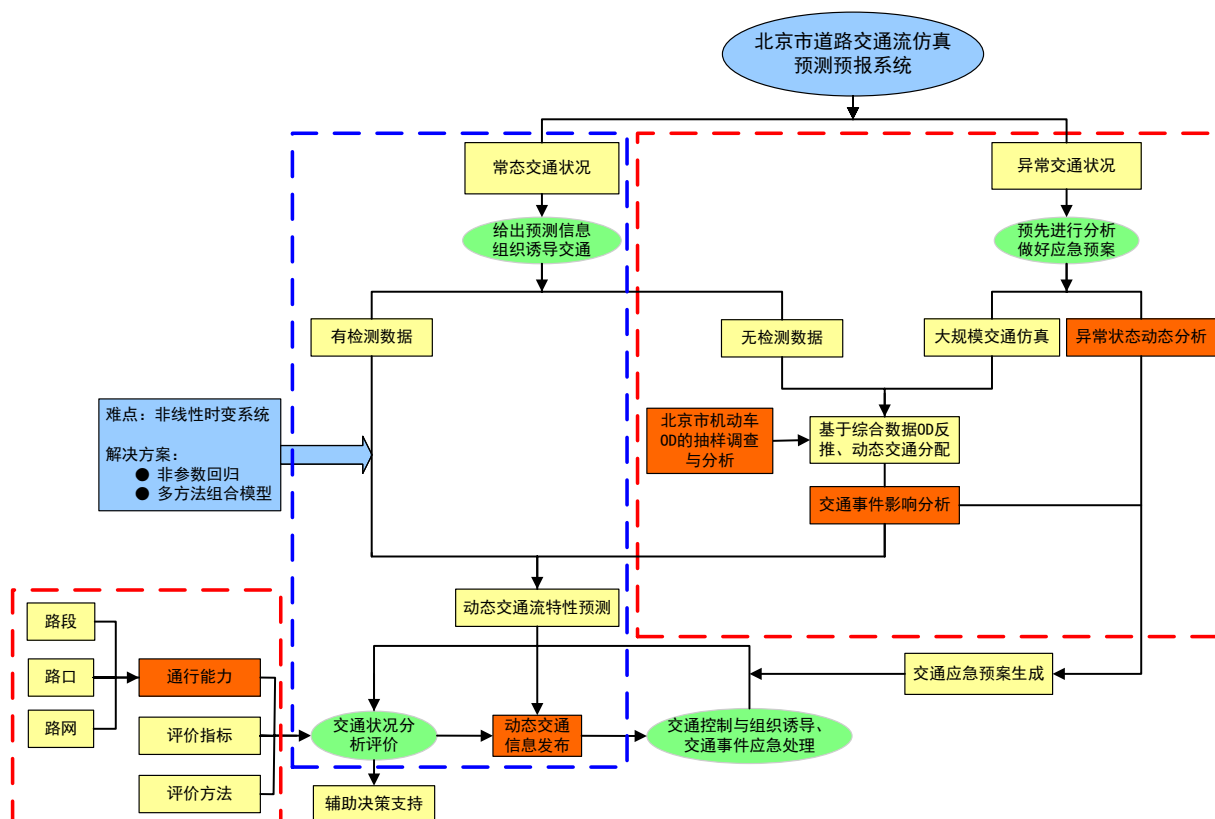 北京市道路交通流仿真
预测预报系统
常态交通状况
异常交通状况
给出预测信息
组织诱导交通
预先进行分析
做好应急预案
有检测数据
无检测数据
大规模交通仿真
异常状态动态分析
难点：非线性时变系统
解决方案：
● 非参数回归
● 多方法组合模型
北京市机动车
OD的抽样调查
与分析
基于综合数据OD反
推、动态交通分配
交通事件影响分析
动态交通流特性预测
路段
路口
路网
通行能力
评价指标
评价方法
交通应急预案生成
交通状况分
析评价
动态交通
信息发布
交通控制与组织诱导、
交通事件应急处理
辅助决策支持